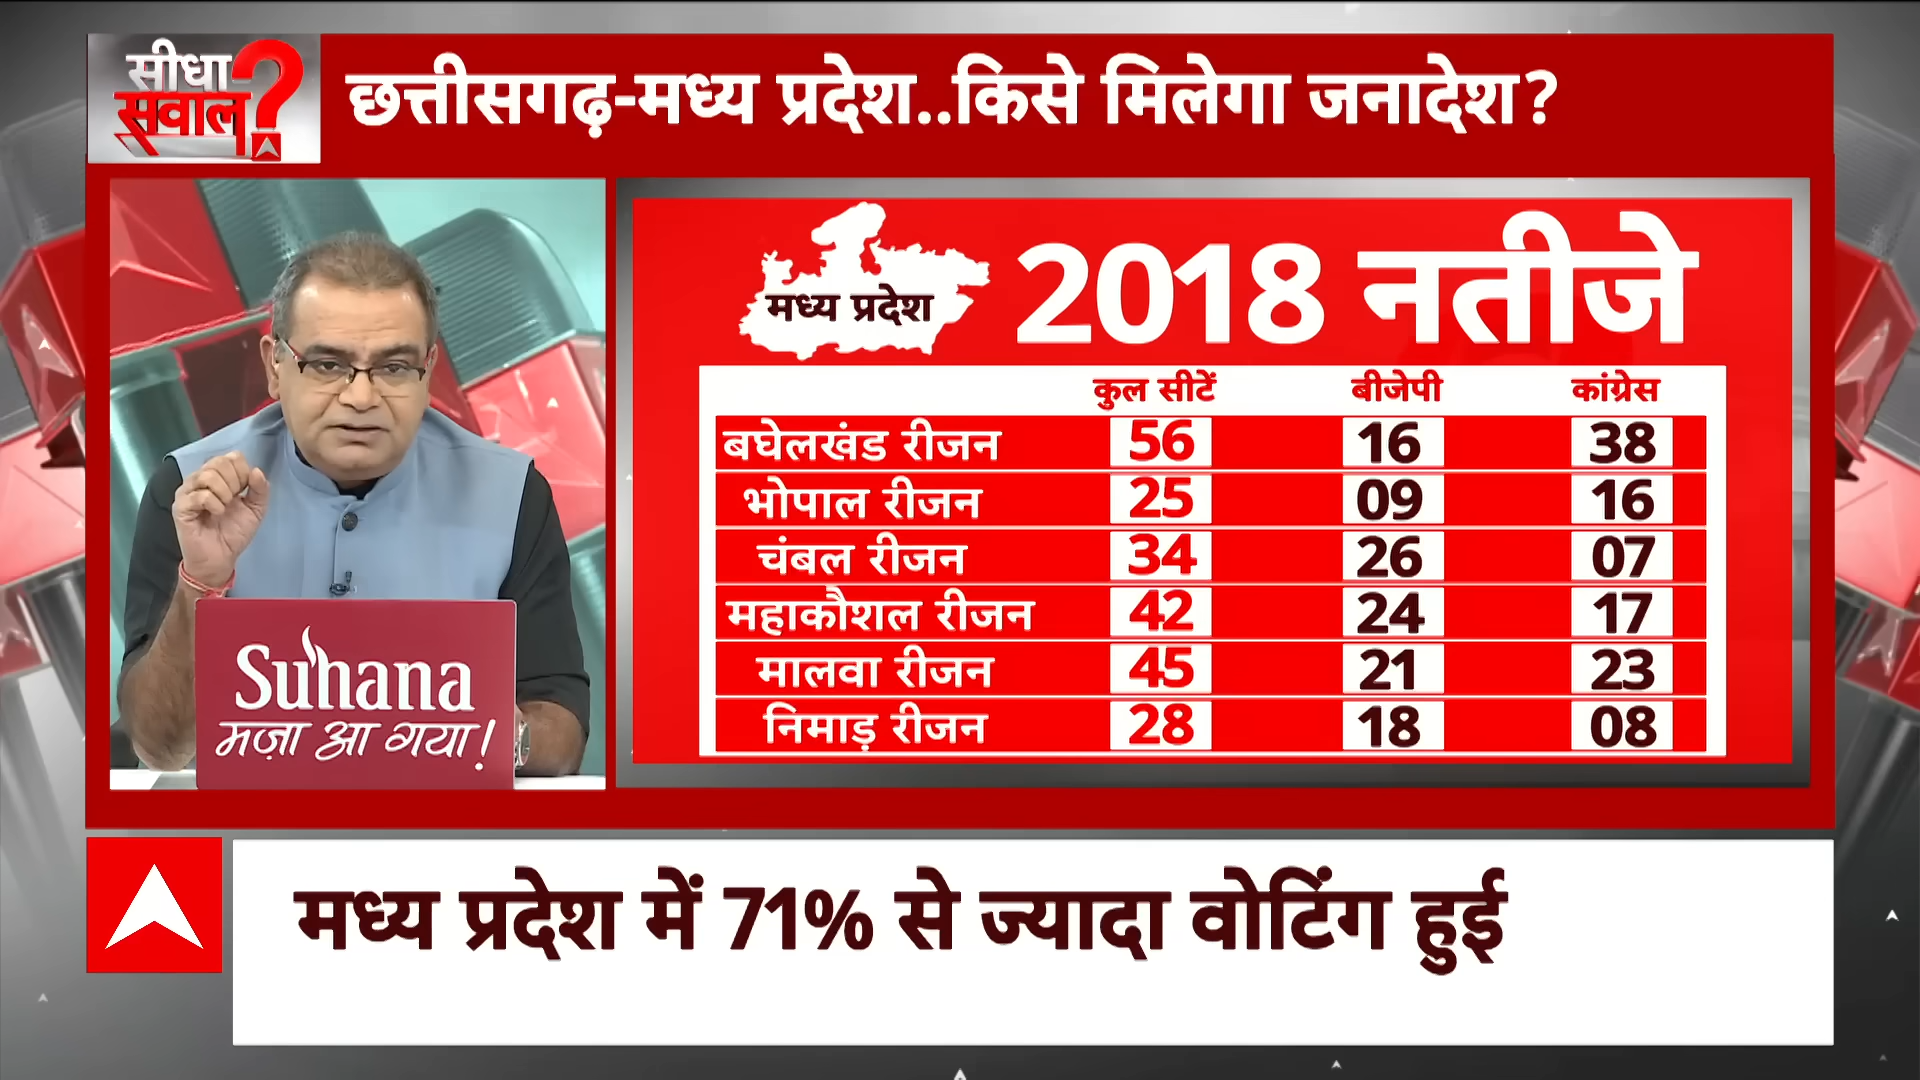 सीधा
सवाल?
छत्तीसगढ़-मध्य प्रदेश..किसे मिलेगा जनादेश?
मध्य प्रदेश
2018 नतीजे
कुल सीटें बीजेपी कांग्रेस
बघेलखंड रीजन 56 16 38
भोपाल रीजन 25 09 16
चंबल रीजन 34 26 07
महाकौशल रीजन 42 24 17
मालवा रीजन 45 21 23
निमाड़ रीजन 28 18 08
Suhana
मज़ा आ गया!
मध्य प्रदेश में 71% से ज्यादा वोटिंग हुई